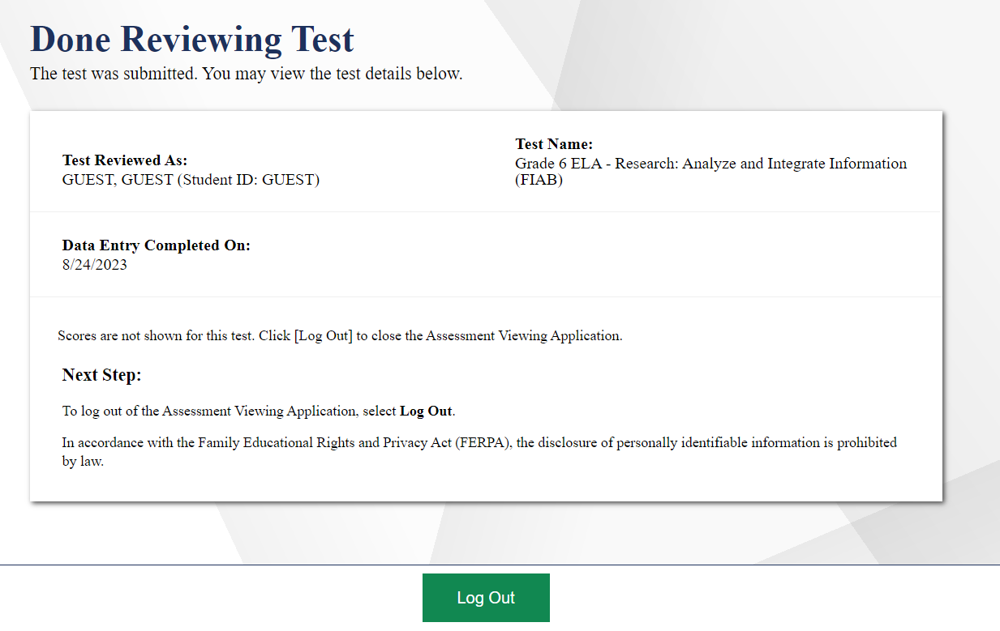 Done Reviewing Test
The test was submitted. You may view the test details below.
Test Reviewed As:
GUEST, GUEST (Student ID: GUEST)
Test Name:
Grade 6 ELA - Research: Analyze and Integrate Information
(FIAB)
Data Entry Completed On:
8/24/2023
Scores are not shown for this test. Click [Log Out] to close the Assessment Viewing Application.
Next Step:
To log out of the Assessment Viewing Application, select Log Out.
In accordance with the Family Educational Rights and Privacy Act (FERPA), the disclosure of personally identifiable information is prohibited
by law.
Log Out